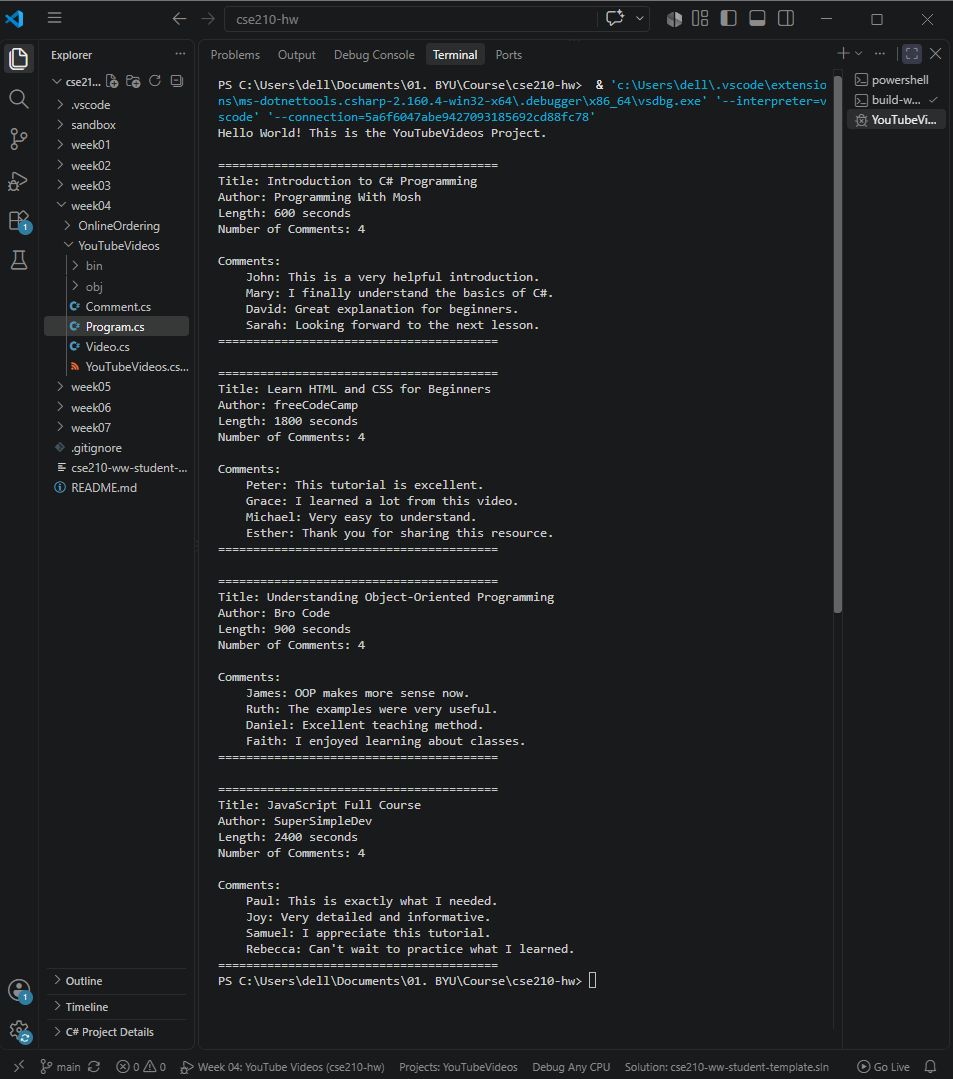 cse210-hw
Explorer
cse21...
.vscode
sandbox
week01
week02
week03
week04
OnlineOrdering
YouTubeVideos
bin
obj
Comment.cs
Program.cs
Video.cs
YouTubeVideos.cs...
week05
week06
week07
.gitignore
cse210-ww-student-...
README.md
Outline
Timeline
C# Project Details
1
1
Problems Output Debug Console Terminal Ports
PS C:\Users\dell\Documents\01. BYU\Course\cse210-hw>  & 'c:\Users\dell\.vscode\extensio
ns\ms-dotnettools.csharp-2.160.4-win32-x64\.debugger\x86_64\vsdbg.exe' '--interpreter=v
scode' '--connection=5a6f6047abe9427093185692cd88fc78'
Hello World! This is the YouTubeVideos Project.
========================================
Title: Introduction to C# Programming
Author: Programming With Mosh
Length: 600 seconds
Number of Comments: 4
Comments:
John: This is a very helpful introduction.
Mary: I finally understand the basics of C#.
David: Great explanation for beginners.
Sarah: Looking forward to the next lesson.
========================================
========================================
Title: Learn HTML and CSS for Beginners
Author: freeCodeCamp
Length: 1800 seconds
Number of Comments: 4
Comments:
Peter: This tutorial is excellent.
Grace: I learned a lot from this video.
Michael: Very easy to understand.
Esther: Thank you for sharing this resource.
========================================
========================================
Title: Understanding Object-Oriented Programming
Author: Bro Code
Length: 900 seconds
Number of Comments: 4
Comments:
James: OOP makes more sense now.
Ruth: The examples were very useful.
Daniel: Excellent teaching method.
Faith: I enjoyed learning about classes.
========================================
========================================
Title: JavaScript Full Course
Author: SuperSimpleDev
Length: 2400 seconds
Number of Comments: 4
Comments:
Paul: This is exactly what I needed.
Joy: Very detailed and informative.
Samuel: I appreciate this tutorial.
Rebecca: Can't wait to practice what I learned.
========================================
PS C:\Users\dell\Documents\01. BYU\Course\cse210-hw>
powershell
build-w...
YouTubeVi...
main 0 0 Week 04: YouTube Videos (cse210-hw) Projects: YouTubeVideos Debug Any CPU Solution: cse210-ww-student-template.sln Go Live